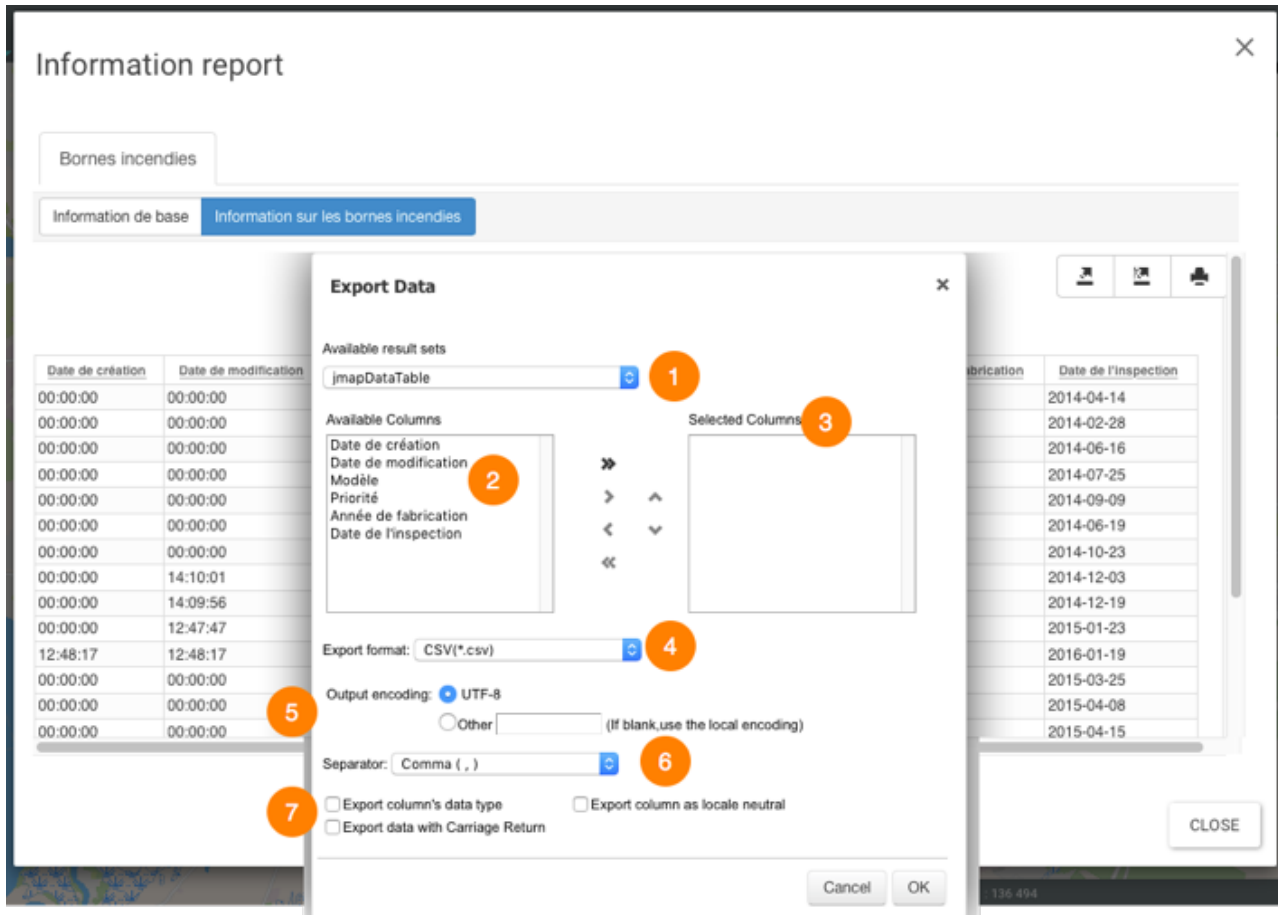 Information report
×
Bornes incendies
Information de base Information sur les bornes incendies
Export Data ×
Available result sets
jmapDataTable 1
Available Columns Selected Columns 3
Date de création
Date de modification
Modèle 2
Priorité
Année de fabrication
Date de l'inspection
Export format: CSV(*.csv) 4
5 Output encoding: UTF-8
Other (If blank,use the local encoding)
Separator: Comma ( , ) 6
7 Export column's data type Export column as locale neutral
Export data with Carriage Return
Cancel OK
Date de création Date de modification abrication Date de l'inspection
00:00:00 00:00:00 2014-04-14
00:00:00 00:00:00 2014-02-28
00:00:00 00:00:00 2014-06-16
00:00:00 00:00:00 2014-07-25
00:00:00 00:00:00 2014-09-09
00:00:00 00:00:00 2014-06-19
00:00:00 00:00:00 2014-10-23
00:00:00 14:10:01 2014-12-03
00:00:00 14:09:56 2014-12-19
00:00:00 12:47:47 2015-01-23
12:48:17 12:48:17 2016-01-19
00:00:00 00:00:00 2015-03-25
00:00:00 00:00:00 2015-04-08
00:00:00 00:00:00 2015-04-15
CLOSE
: 136 494